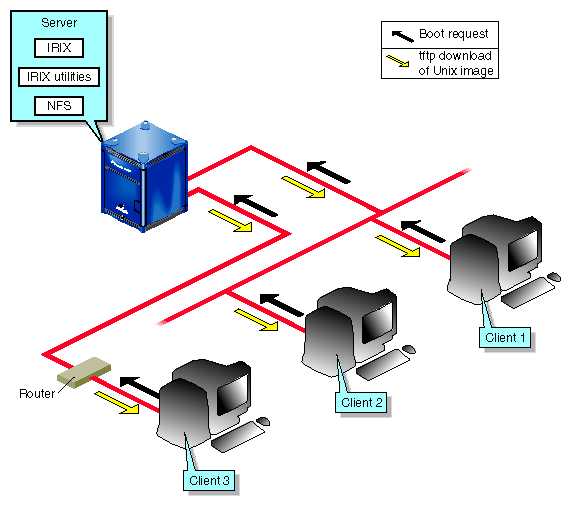 Server
IRIX
IRIX utilities
NFS
Boot request
tftp download
of Unix image
Client 1
Client 2
Router
Client 3